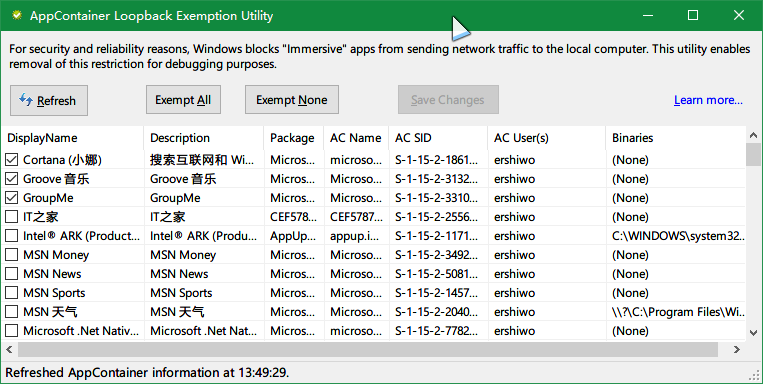 AppContainer Loopback Exemption Utility
For security and reliability reasons, Windows blocks "Immersive" apps from sending network traffic to the local computer. This utility enables
removal of this restriction for debugging purposes.
Refresh Exempt All Exempt None Save Changes Learn more...
DisplayName Description Package AC Name AC SID AC User(s) Binaries
Cortana (小娜) 搜索互联网和 Wi... Micros... microso... S-1-15-2-1861... ershiwo (None)
Groove 音乐 Groove 音乐 Micros... microso... S-1-15-2-3132... ershiwo (None)
GroupMe GroupMe Micros... microso... S-1-15-2-3310... ershiwo (None)
IT之家 IT之家 CEF578... CEF5787... S-1-15-2-2556... ershiwo (None)
Intel® ARK (Product... Intel® ARK (Produ... AppUp... appup.i... S-1-15-2-1171... ershiwo C:\WINDOWS\system32...
MSN Money MSN Money Micros... microso... S-1-15-2-3492... ershiwo (None)
MSN News MSN News Micros... microso... S-1-15-2-5081... ershiwo (None)
MSN Sports MSN Sports Micros... microso... S-1-15-2-1457... ershiwo (None)
MSN 天气 MSN 天气 Micros... microso... S-1-15-2-2040... ershiwo \\?\C:\Program Files\Wi...
Microsoft .Net Nativ... Microsoft .Net Nat... Micros... microso... S-1-15-2-7782... ershiwo (None)
Refreshed AppContainer information at 13:49:29.